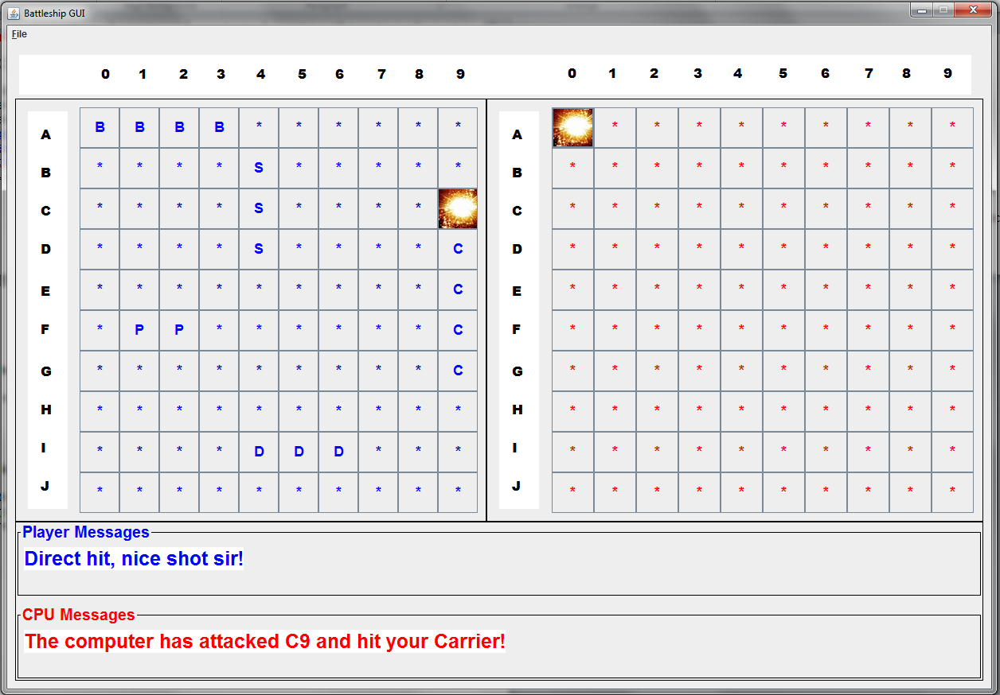 Battleship GUI
File
0 1 2 3 4 5 6 7 8 9 0 1 2 3 4 5 6 7 8 9
A B B B B * * * * * * A * * * * * * * * *
B * * * * S * * * * * B * * * * * * * * * *
C * * * * S * * * * C * * * * * * * * * *
D * * * * S * * * * C D * * * * * * * * * *
E * * * * * * * * * C E * * * * * * * * * *
F * P P * * * * * * C F * * * * * * * * * *
G * * * * * * * * * C G * * * * * * * * * *
H * * * * * * * * * * H * * * * * * * * * *
I * * * * D D D * * * I * * * * * * * * * *
J * * * * * * * * * * J * * * * * * * * * *
Player Messages
Direct hit, nice shot sir!
CPU Messages
The computer has attacked C9 and hit your Carrier!